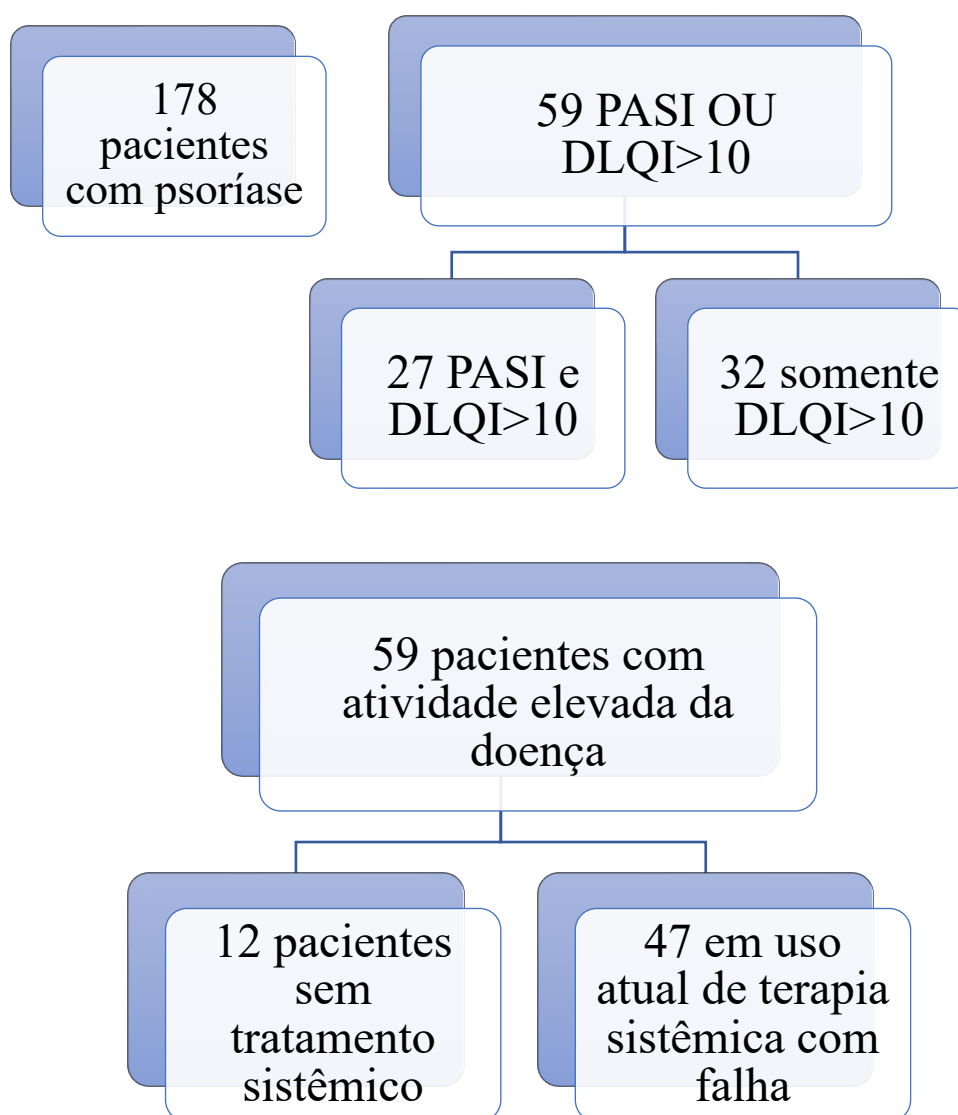 178
pacientes
com psoríase
59 PASI OU
DLQI>10
27 PASI e
DLQI>10
32 somente
DLQI>10
59 pacientes com
atividade elevada da
doença
12 pacientes
sem
tratamento
sistêmico
47 em uso
atual de terapia
sistêmica com
falha